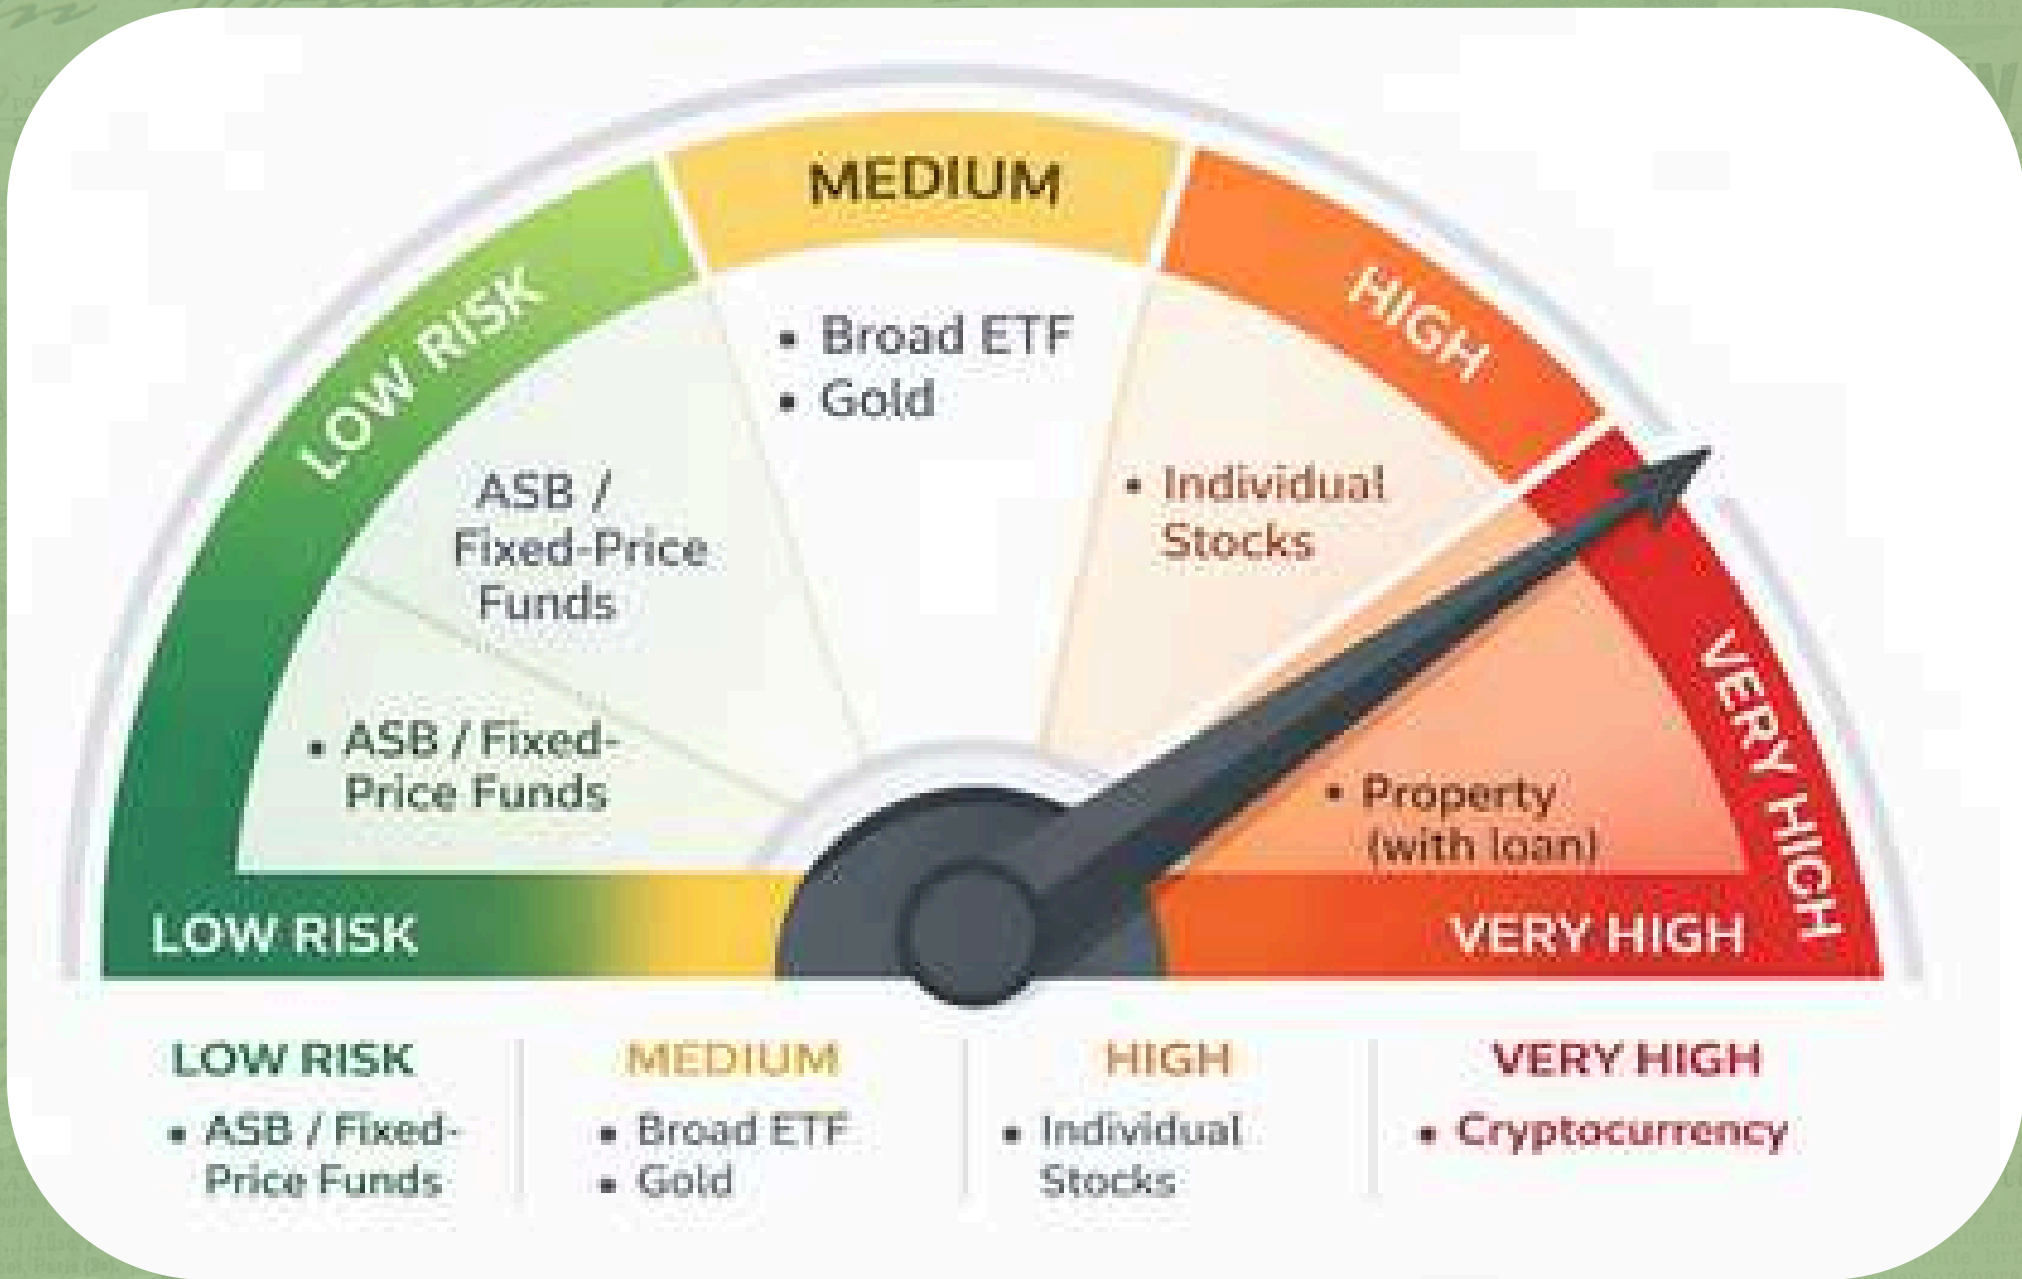 MEDIUM
LOW RISK
HIGH
• Broad ETF
• Gold
ASB /
Fixed-Price
Funds
• Individual
Stocks
• ASB / Fixed-
Price Funds
• Property
(with loan)
VERY HIGH
LOW RISK
VERY HIGH
LOW RISK
• ASB / Fixed-
Price Funds
MEDIUM
• Broad ETF
• Gold
HIGH
• Individual
Stocks
VERY HIGH
• Cryptocurrency